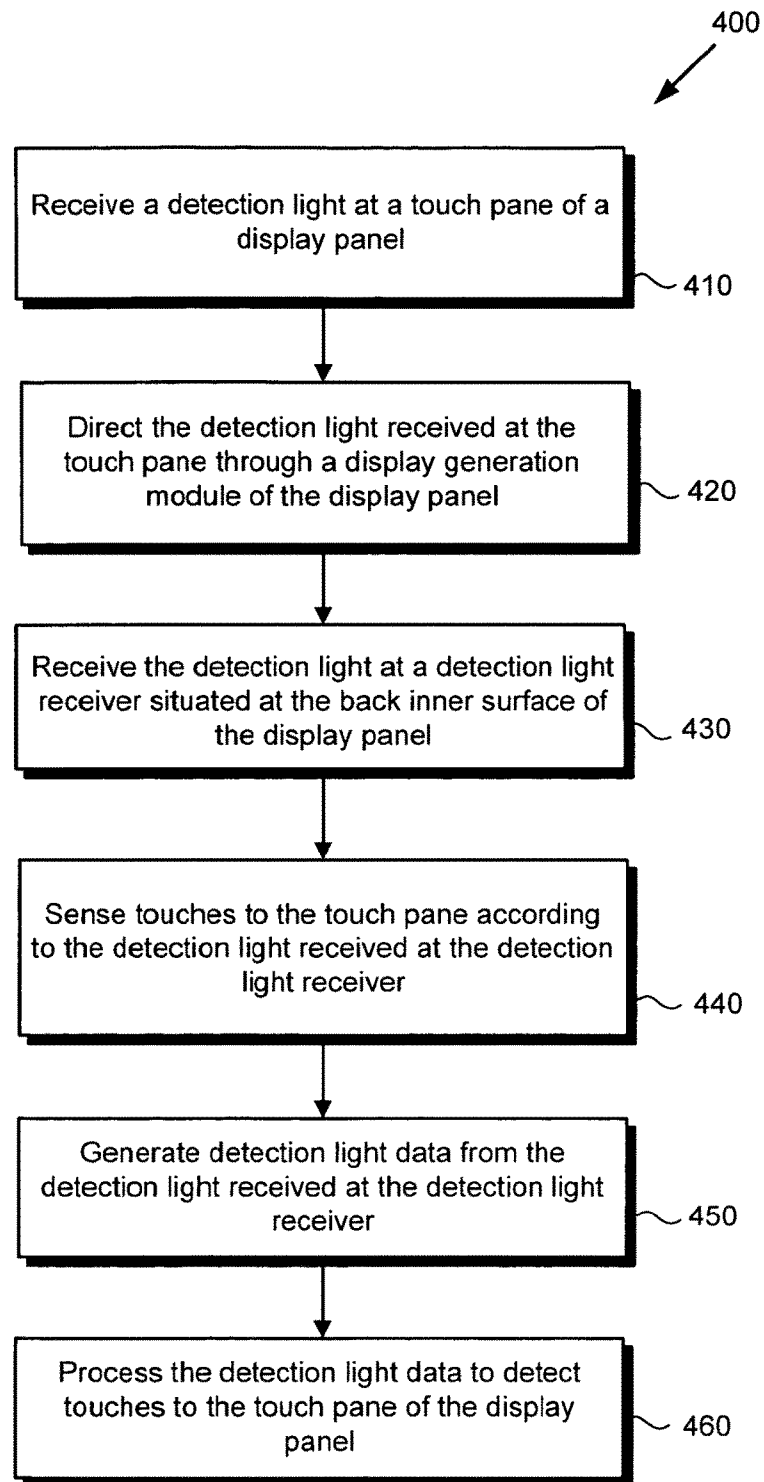 400
Receive a detection light at a touch pane of a
display panel
410
Direct the detection light received at the
touch pane through a display generation
module of the display panel
420
Receive the detection light at a detection light
receiver situated at the back inner surface of
the display panel
430
Sense touches to the touch pane according
to the detection light received at the detection
light receiver
440
Generate detection light data from the
detection light received at the detection light
receiver
450
Process the detection light data to detect
touches to the touch pane of the display
panel
460